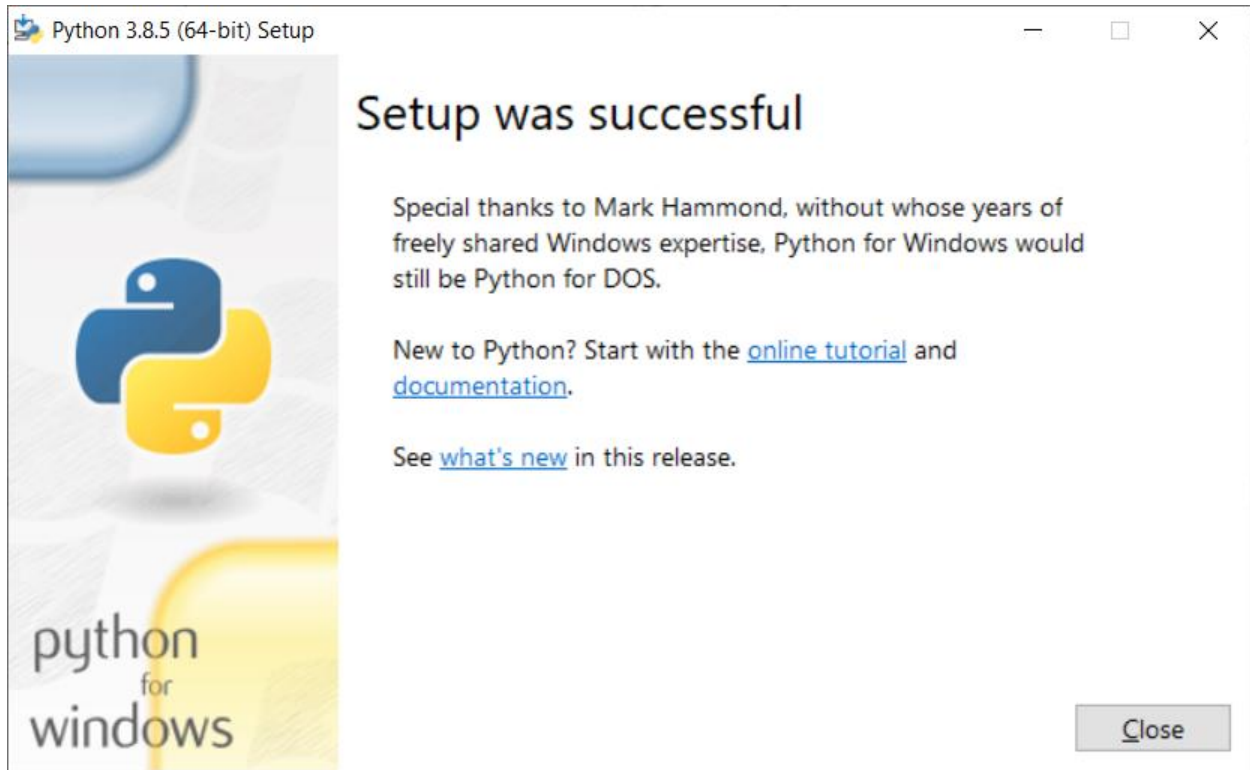 Python 3.8.5 (64-bit) Setup
Setup was successful
Special thanks to Mark Hammond, without whose years of
freely shared Windows expertise, Python for Windows would
still be Python for DOS.
New to Python? Start with the online tutorial and
documentation.
See what's new in this release.
python
for
windows
Close